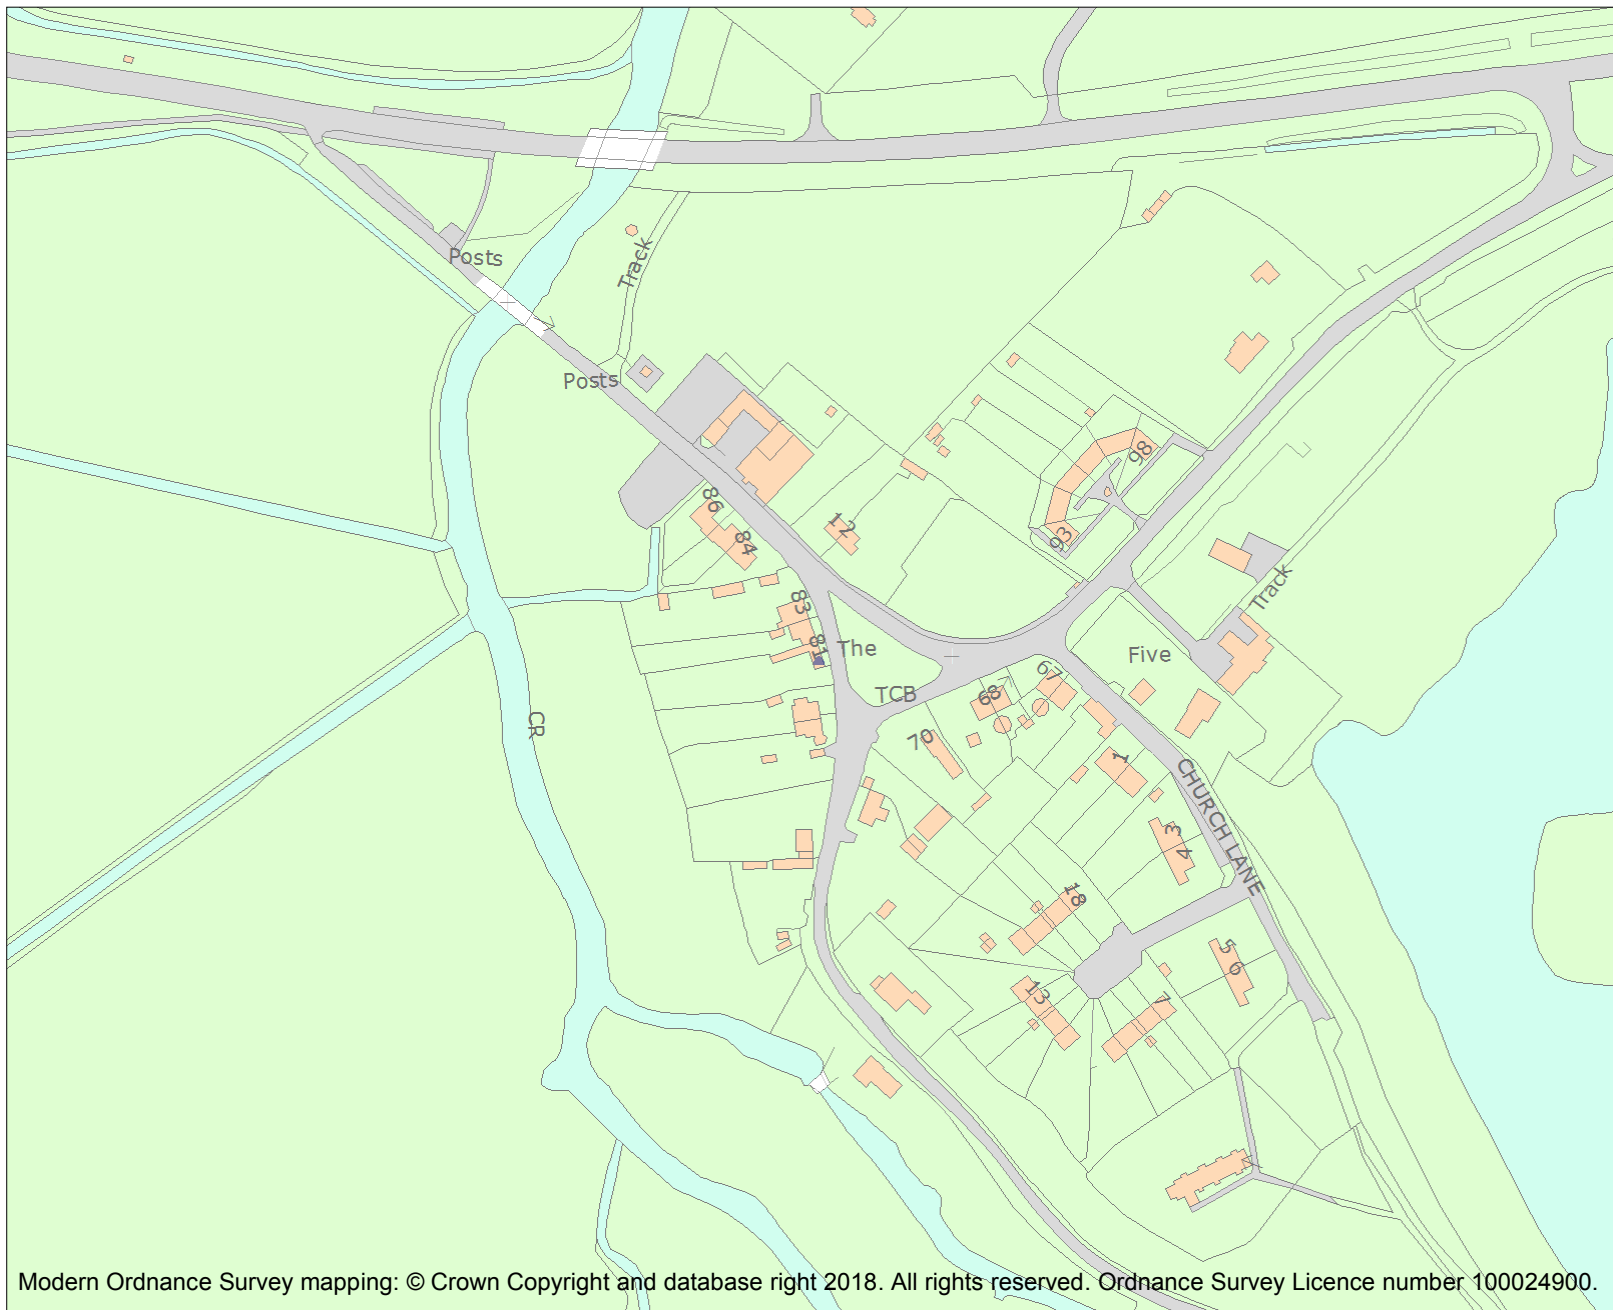 Posts
Track
Posts
98
86
12
84
93
83
Track
81
The
Five
67
TCB
68
CR
70
1
CHURCH LANE
3
4
18
5
6
13
7
Modern Ordnance Survey mapping: © Crown Copyright and database right 2018. All rights reserved. Ordnance Survey Licence number 100024900.